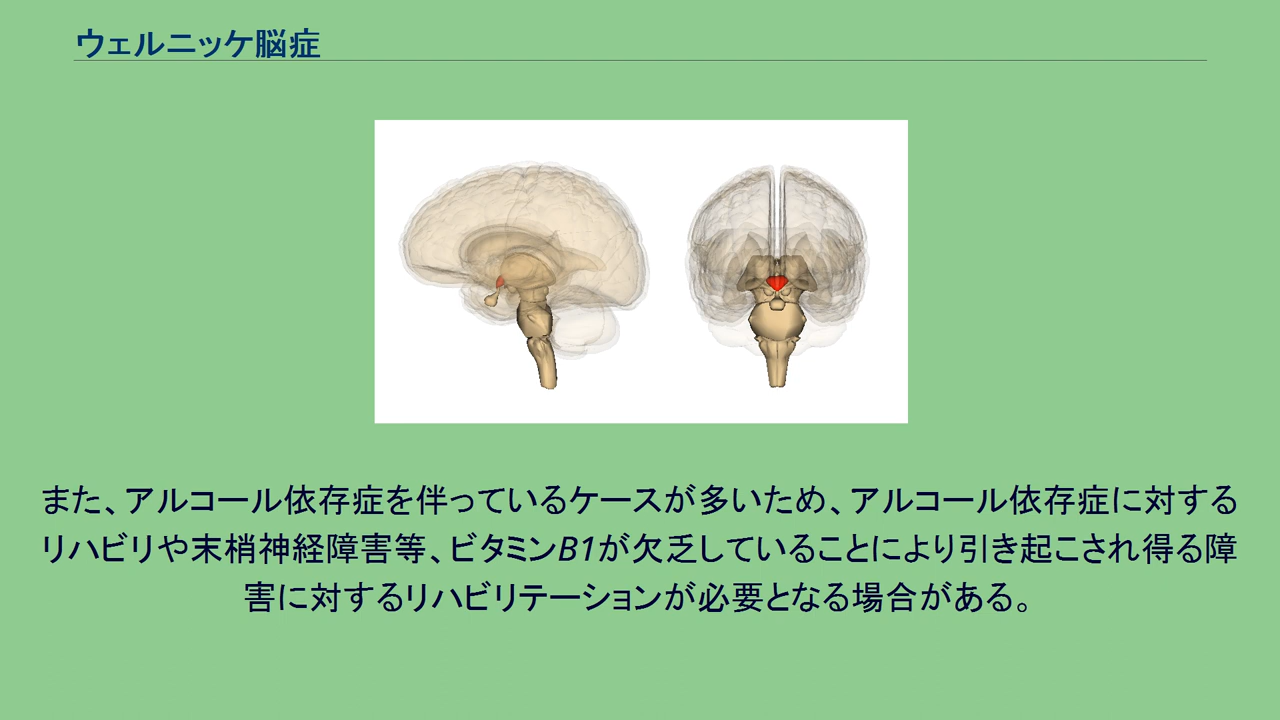 ウェルニッケ脳症
また、アルコール依存症を伴っているケースが多いため、アルコール依存症に対する
リハビリや末梢神経障害等、ビタミンB1が欠乏していることにより引き起こされ得る障
害に対するリハビリテーションが必要となる場合がある。